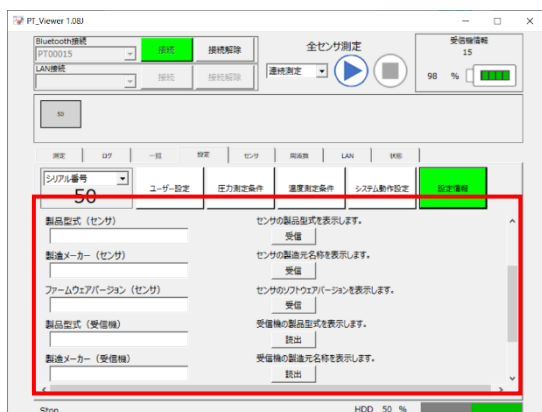 PT_Viewer 1.08J
Bluetooth接続
PT00015
接続
接続解除
LAN接続
接続
接続解除
全センサ測定
連続測定
受信機情報
15
98 %
50
測定
ログ
一括
設定
センサ
周波数
LAN
状態
シリアル番号
50
ユーザー設定
圧力測定条件
温度測定条件
システム動作設定
設定情報
製品型式（センサ）
センサの製品型式を表示します。
受信
製造メーカー（センサ）
センサの製造元名称を表示します。
受信
ファームウェアバージョン（センサ）
センサのソフトウェアバージョンを表示します。
受信
製品型式（受信機）
受信機の製品型式を表示します。
読出
製造メーカー（受信機）
受信機の製造元名称を表示します。
読出
Stop
HDD 50 %